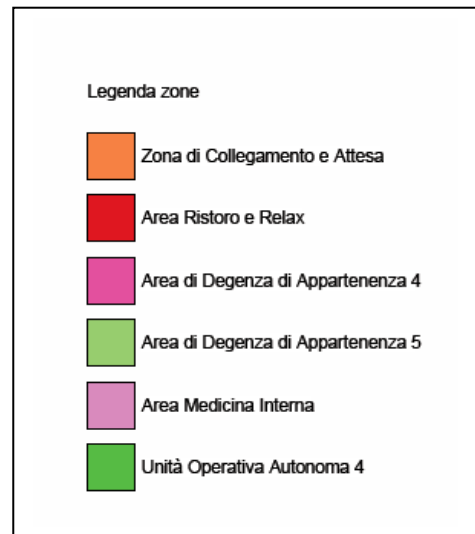 Legenda zone
Zona di Collegamento e Attesa
Area Ristoro e Relax
Area di Degenza di Appartenenza 4
Area di Degenza di Appartenenza 5
Area Medicina Interna
Unità Operativa Autonoma 4